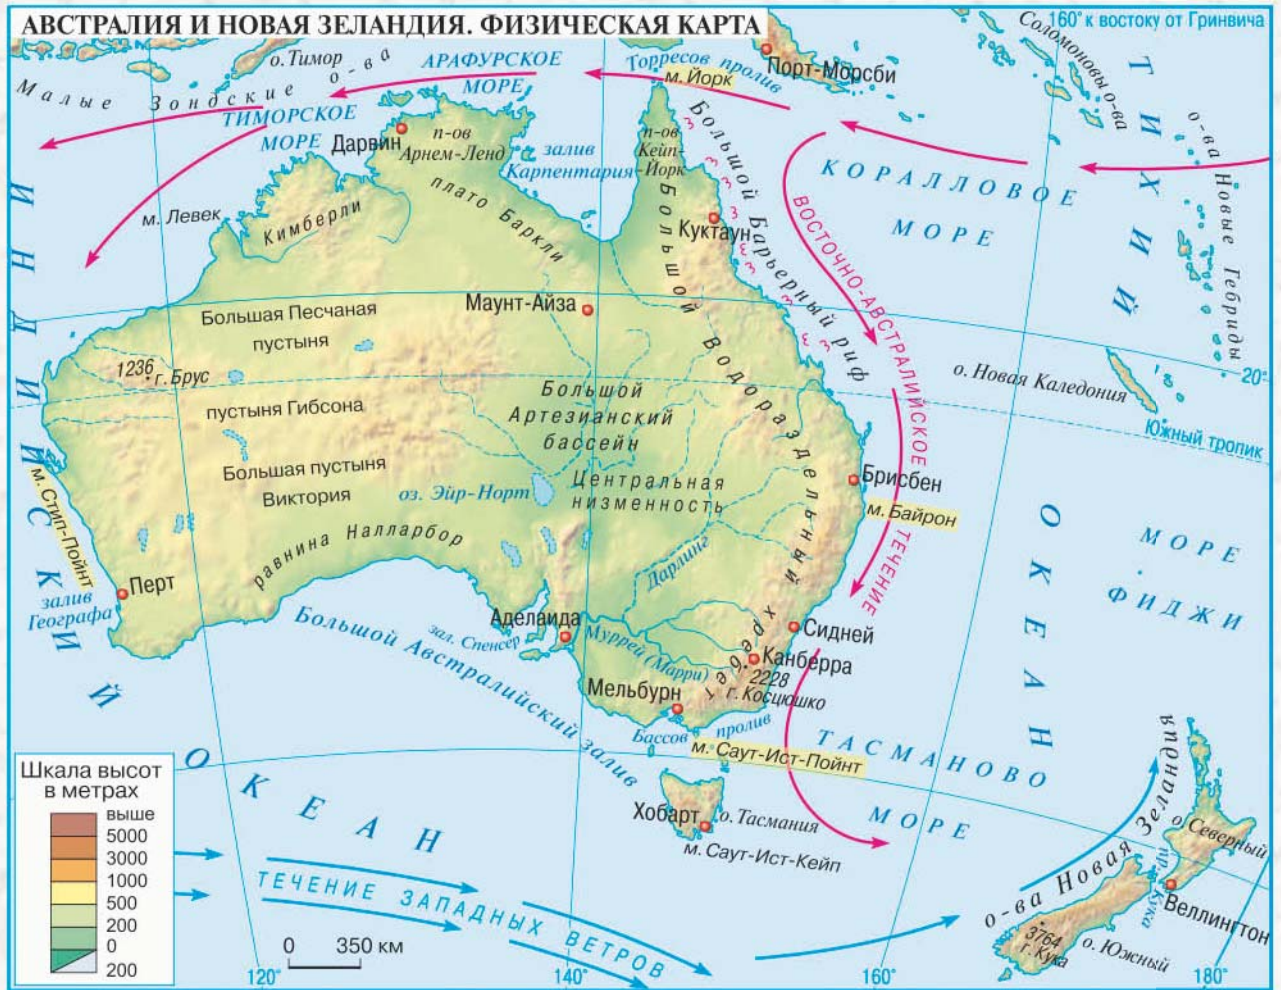 АВСТРАЛИЯ И НОВАЯ ЗЕЛАНДИЯ. ФИЗИЧЕСКАЯ КАРТА
160° к востоку от Гринвича
Соломоновы о-ва
о. Тимор
Малые Зондские о-ва
АРАФУРСКОЕ
МОРЕ
Торресов пролив
м. Йорк
Порт-Морсби
ТИМОРСКОЕ
МОРЕ
Дарвин
п-ов
Арнем-Ленд
залив
Карпентария
п-ов
Кейп-
Йорк
Большой Барьерный риф
КОРАЛЛОВОЕ
МОРЕ
ТИХИЙ
ОКЕАН
о-ва Новые Гебриды
м. Левек
Кимберли
плато Баркли
Куктаун
ВОСТОЧНО-АВСТРАЛИЙСКОЕ ТЕЧЕНИЕ
Большой Водораздельный хребет
Большая Песчаная
пустыня
Маунт-Айза
1236
г. Брус
о. Новая Каледония
20°
Южный тропик
пустыня Гибсона
Большой
Артезианский
бассейн
Большая пустыня
Виктория
оз. Эйр-Норт
Центральная
низменность
Брисбен
м. Байрон
м. Стип-Пойнт
равнина Налларбор
Дарлинг
МОРЕ
ФИДЖИ
Перт
залив
Географа
ИНДИЙСКИЙ
ОКЕАН
Большой Австралийский залив
Аделаида
зал. Спенсер
Муррей (Марри)
Сидней
Канберра
2228
г. Косцюшко
Мельбурн
Бассов пролив
м. Саут-Ист-Пойнт
ТАСМАНОВО
МОРЕ
Хобарт
о. Тасмания
м. Саут-Ист-Кейп
о-ва Новая Зеландия
о. Северный
пр. Кука
Веллингтон
3764
г. Кука
о. Южный
ТЕЧЕНИЕ ЗАПАДНЫХ ВЕТРОВ
Шкала высот
в метрах
выше
5000
3000
1000
500
200
0
200
0 350 км
120°
140°
160°
180°